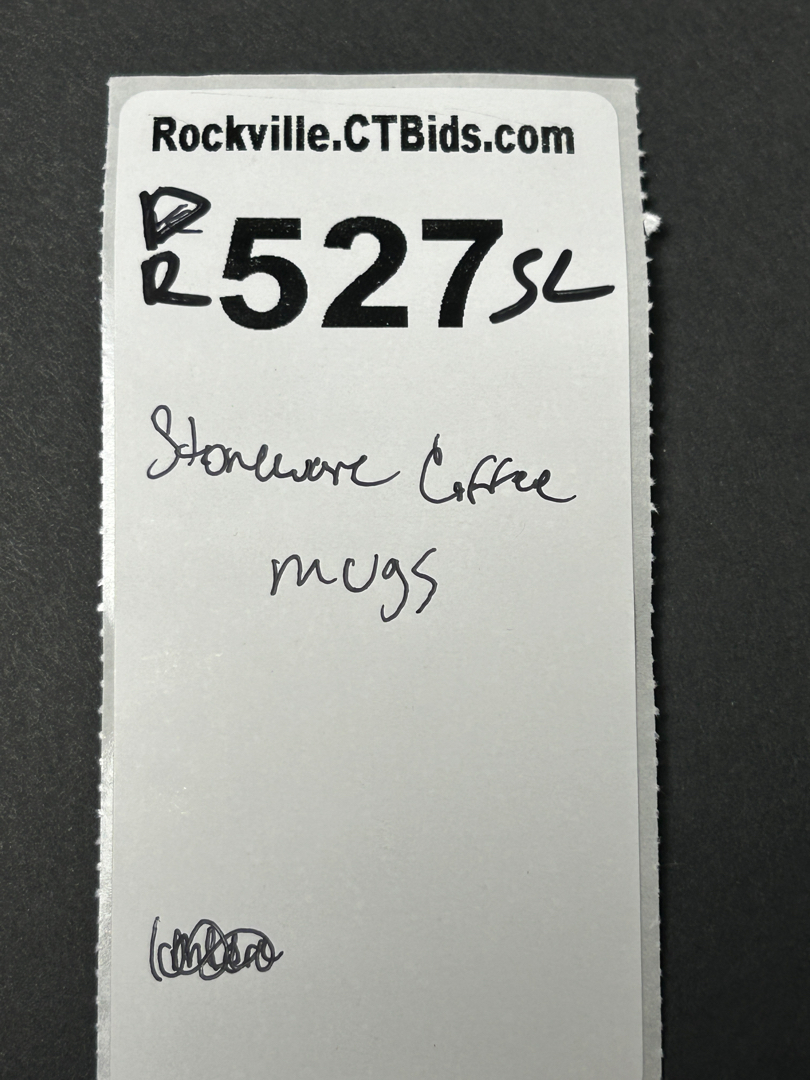 Rockville.CTBids.com
R 527 SL
Stoneware Coffee
mugs